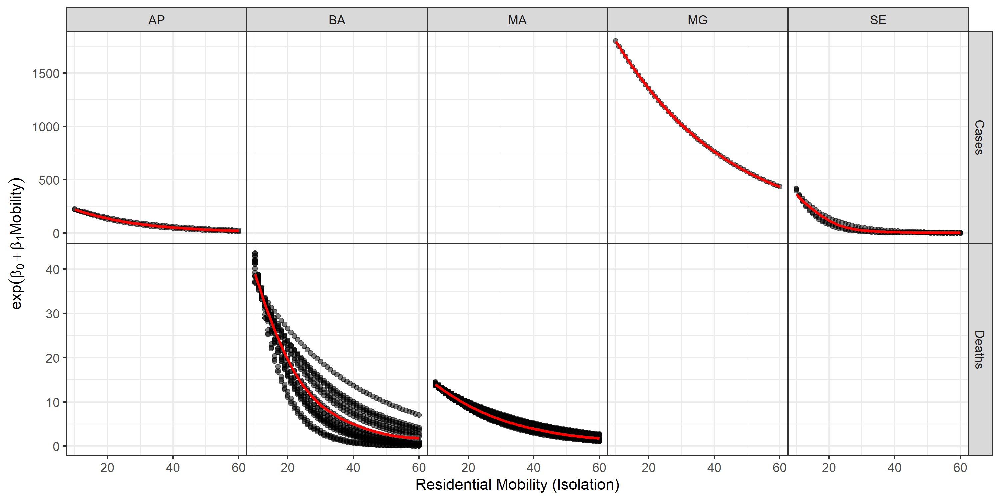 AP BA MA MG SE
1500
1000
500
0
Cases
40
30
20
10
0
Deaths
20 40 60 20 40 60 20 40 60 20 40 60 20 40 60
Residential Mobility (Isolation)
exp(β₀ + β₁Mobility)